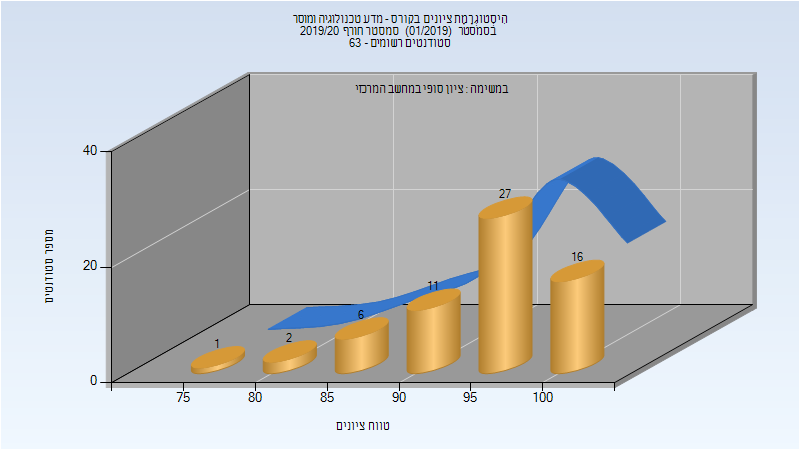 היסטוגרמת ציונים בקורס - מדע טכנולוגיה ומוסר
בסמסטר (01/2019) סמסטר חורף 2019/20
סטודנטים רשומים - 63
במשימה : ציון סופי במחשב המרכזי
מספר סטודנטים
40
20
0
1
2
6
11
27
16
75
80
85
90
95
100
טווח ציונים